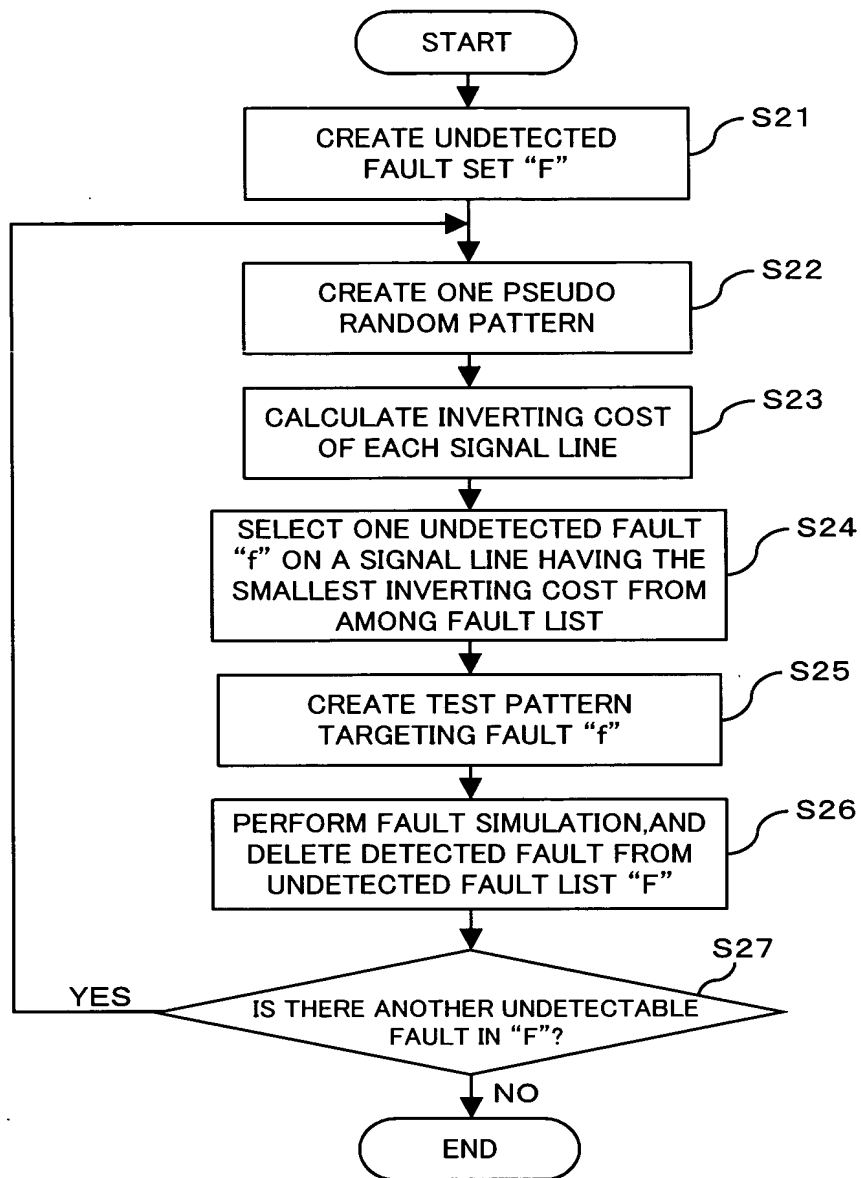 START
S21
CREATE UNDETECTED
FAULT SET “F”
S22
CREATE ONE PSEUDO
RANDOM PATTERN
S23
CALCULATE INVERTING COST
OF EACH SIGNAL LINE
S24
SELECT ONE UNDETECTED FAULT
“f” ON A SIGNAL LINE HAVING THE
SMALLEST INVERTING COST FROM
AMONG FAULT LIST
S25
CREATE TEST PATTERN
TARGETING FAULT “f”
S26
PERFORM FAULT SIMULATION,AND
DELETE DETECTED FAULT FROM
UNDETECTED FAULT LIST “F”
S27
YES
IS THERE ANOTHER UNDETECTABLE
FAULT IN “F”?
NO
END